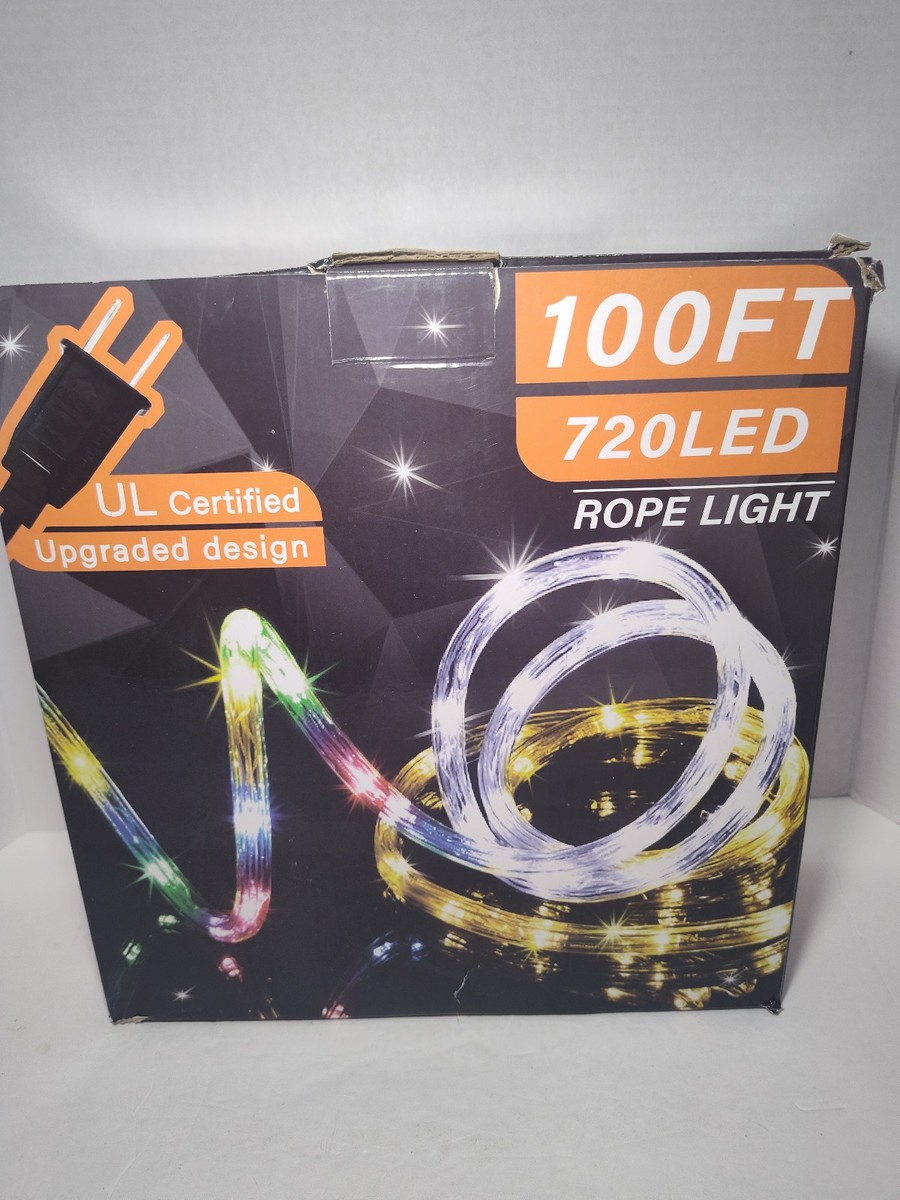 100FT
720LED
ROPE LIGHT
UL Certified
Upgraded design